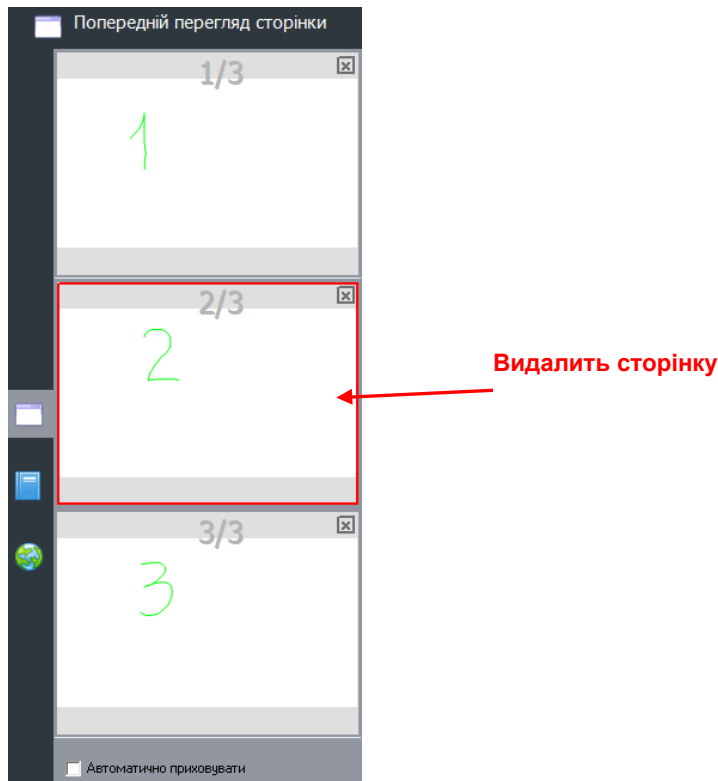 Попередній перегляд сторінки
1/3
1
2/3
2
Видалить сторінку
3/3
3
Автоматично приховувати